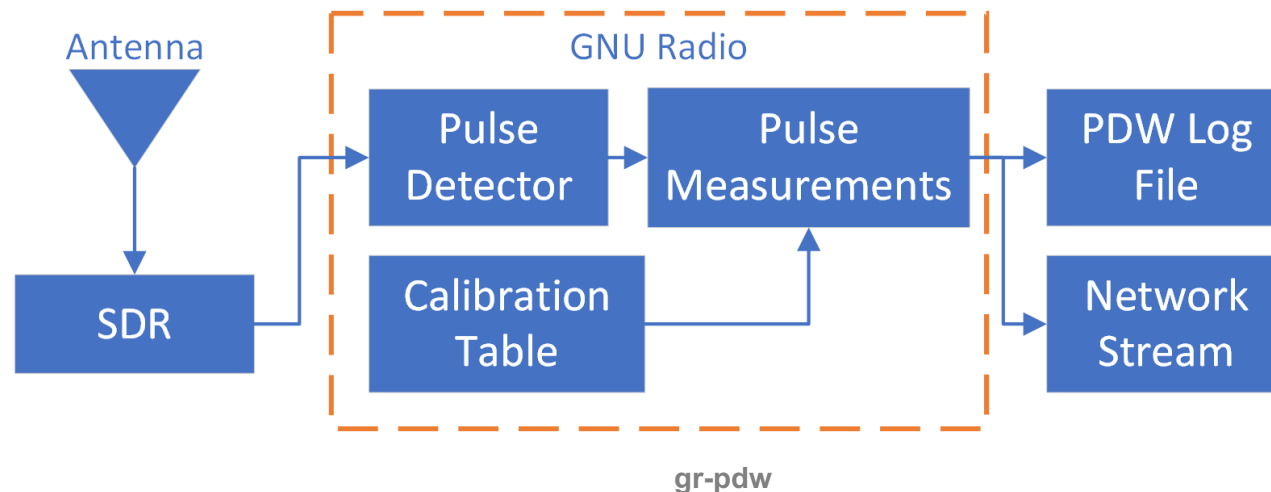 Antenna
GNU Radio
Pulse
Detector
Pulse
Measurements
PDW Log
File
SDR
Calibration
Table
Network
Stream
gr-pdw